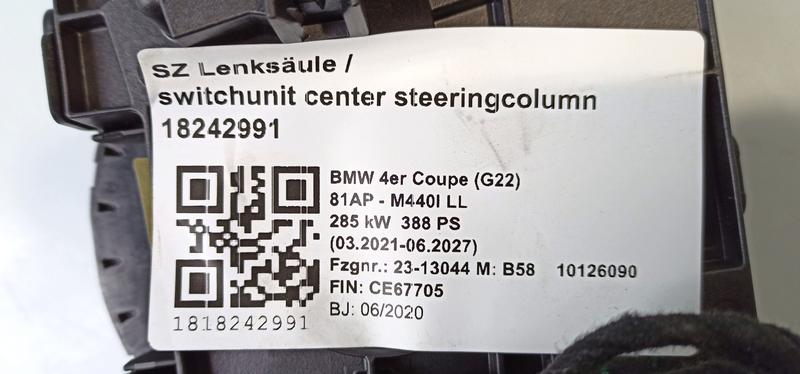 SZ Lenksäule /
switchunit center steeringcolumn
18242991
BMW 4er Coupe (G22)
81AP - M440I LL
285 kW 388 PS
(03.2021-06.2027)
Fzgnr.: 23-13044 M: B58 10126090
FIN: CE67705
BJ: 06/2020
1818242991